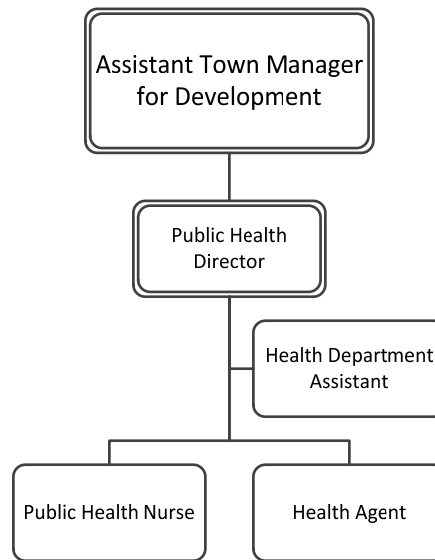 Assistant Town Manager
for Development
Public Health
Director
Health Department
Assistant
Public Health Nurse
Health Agent